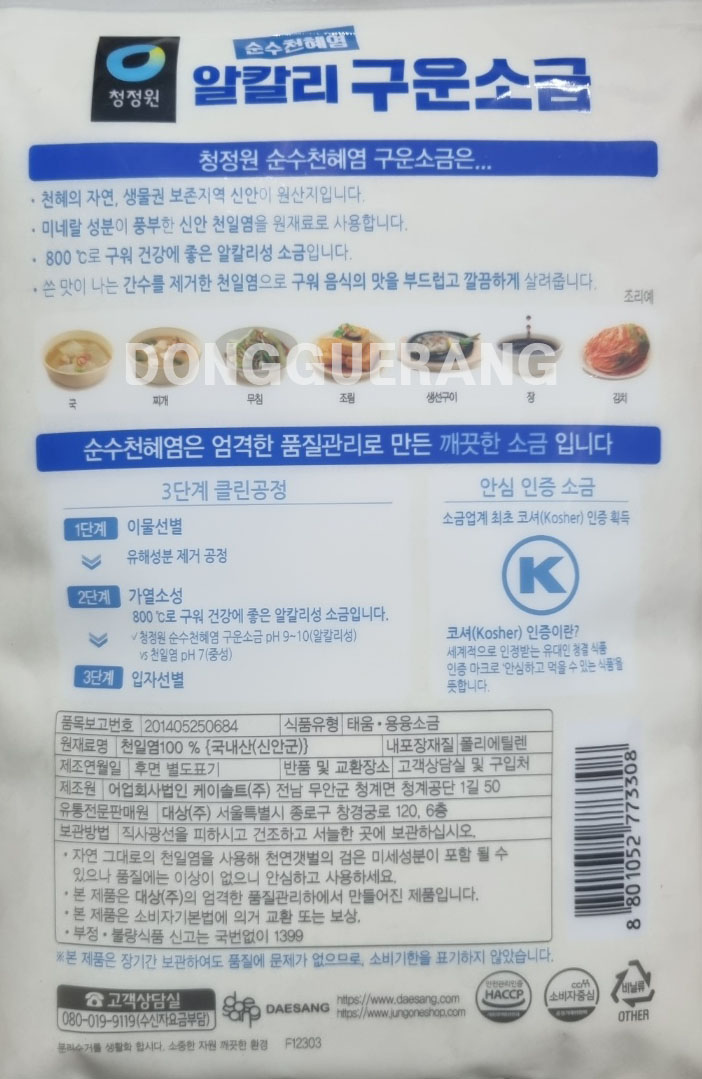 청정원
순수천혜염
알칼리 구운소금
청정원 순수천혜염 구운소금은...
· 천혜의 자연, 생물권 보존지역 신안이 원산지입니다.
· 미네랄 성분이 풍부한 신안 천일염을 원재료로 사용합니다.
· 800 ℃로 구워 건강에 좋은 알칼리성 소금입니다.
· 쓴 맛이 나는 간수를 제거한 천일염으로 구워 음식의 맛을 부드럽고 깔끔하게 살려줍니다.
조리예
DONGGUERANG
국 찌개 무침 조림 생선구이 장 김치
순수천혜염은 엄격한 품질관리로 만든 깨끗한 소금 입니다
3단계 클린공정
1단계 이물선별
유해성분 제거 공정
2단계 가열소성
800 ℃로 구워 건강에 좋은 알칼리성 소금입니다.
✓청정원 순수천혜염 구운소금 pH 9~10(알칼리성)
vs 천일염 pH 7(중성)
3단계 입자선별
안심 인증 소금
소금업계 최초 코셔(Kosher) 인증 획득
K
코셔(Kosher) 인증이란?
세계적으로 인정받는 유대인 청결 식품
인증 마크로 '안심하고 먹을 수 있는 식품'을
뜻합니다.
품목보고번호 201405250684 식품유형 태움·용융소금
원재료명 천일염100 % {국내산(신안군)} 내포장재질 폴리에틸렌
제조연월일 후면 별도표기 반품 및 교환장소 고객상담실 및 구입처
제조원 어업회사법인 케이솔트(주) 전남 무안군 청계면 청계공단 1길 50
유통전문판매원 대상(주) 서울특별시 종로구 창경궁로 120, 6층
보관방법 직사광선을 피하시고 건조하고 서늘한 곳에 보관하십시오.
· 자연 그대로의 천일염을 사용해 천연갯벌의 검은 미세성분이 포함 될 수
있으나 품질에는 이상이 없으니 안심하고 사용하세요.
· 본 제품은 대상(주)의 엄격한 품질관리하에서 만들어진 제품입니다.
· 본 제품은 소비자기본법에 의거 교환 또는 보상.
· 부정·불량식품 신고는 국번없이 1399
※본 제품은 장기간 보관하여도 품질에 문제가 없으므로, 소비기한을 표기하지 않았습니다.
8 801052 773308
☎고객상담실
080-019-9119(수신자요금부담)
DAESANG
https://www.daesang.com
https://www.jungoneshop.com
안전관리인증
HACCP
ccm
소비자중심
비닐류
OTHER
분리수거를 생활화 합시다. 소중한 자원 깨끗한 환경 F12303